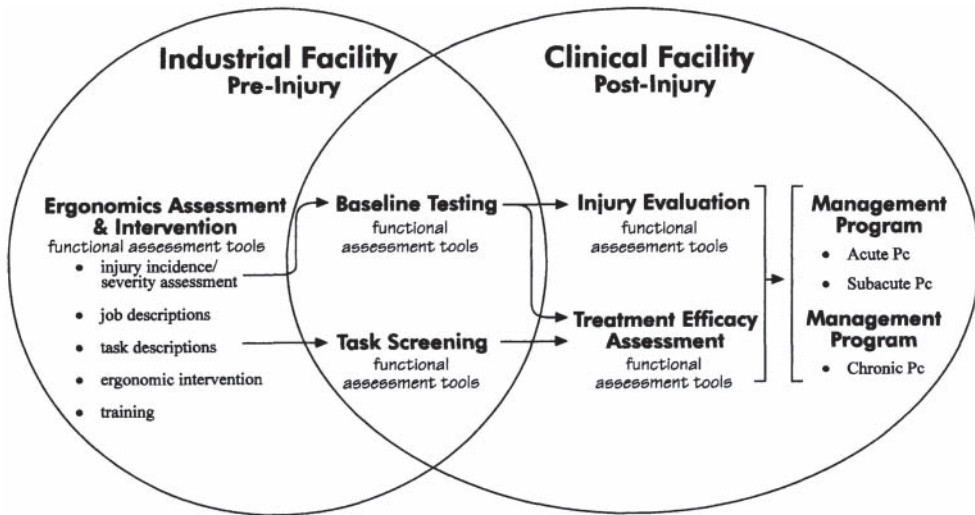 Industrial Facility
Pre-Injury
Clinical Facility
Post-Injury
Ergonomics Assessment
& Intervention
functional assessment tools
• injury incidence/
severity assessment
• job descriptions
• task descriptions
• ergonomic intervention
• training
Baseline Testing
functional
assessment tools
Task Screening
functional
assessment tools
Injury Evaluation
functional
assessment tools
Treatment Efficacy
Assessment
functional
assessment tools
Management
Program
• Acute Pc
• Subacute Pc
Management
Program
• Chronic Pc